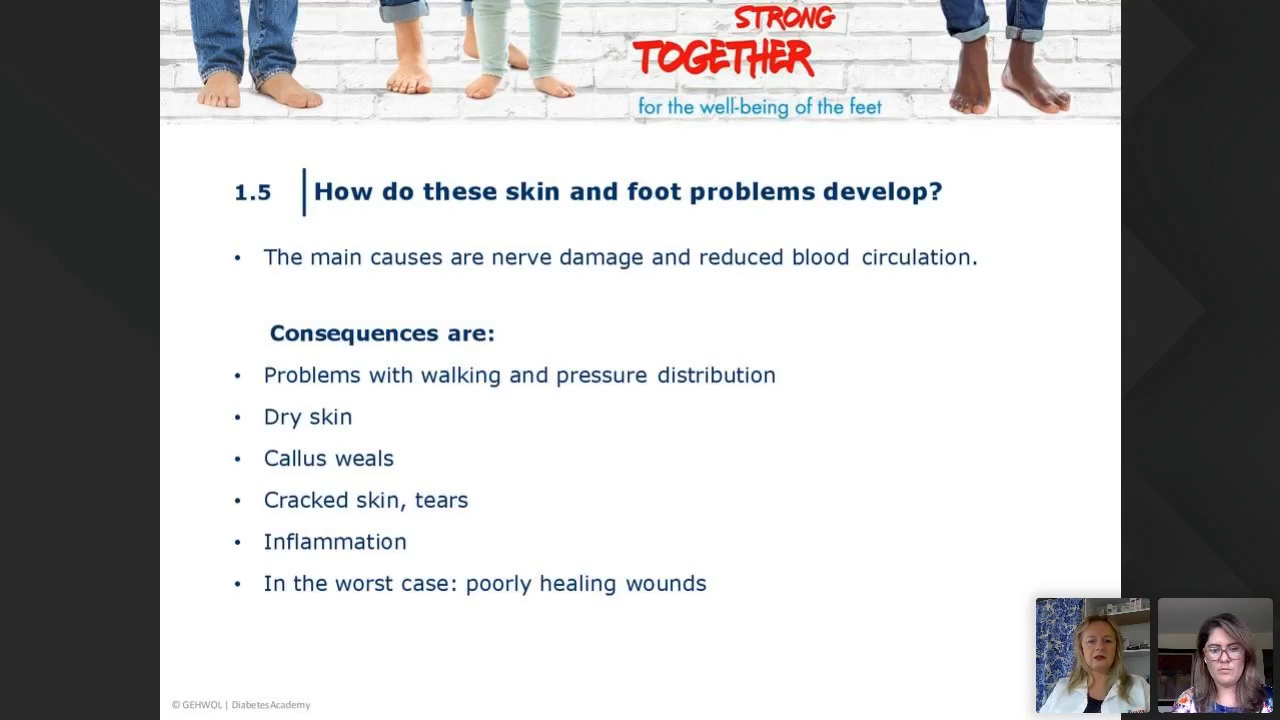 STRONG
TOGETHER
for the well-being of the feet
1.5 How do these skin and foot problems develop?
• The main causes are nerve damage and reduced blood circulation.
Consequences are:
• Problems with walking and pressure distribution
• Dry skin
• Callus weals
• Cracked skin, tears
• Inflammation
• In the worst case: poorly healing wounds
© GEHWOL | DiabetesAcademy